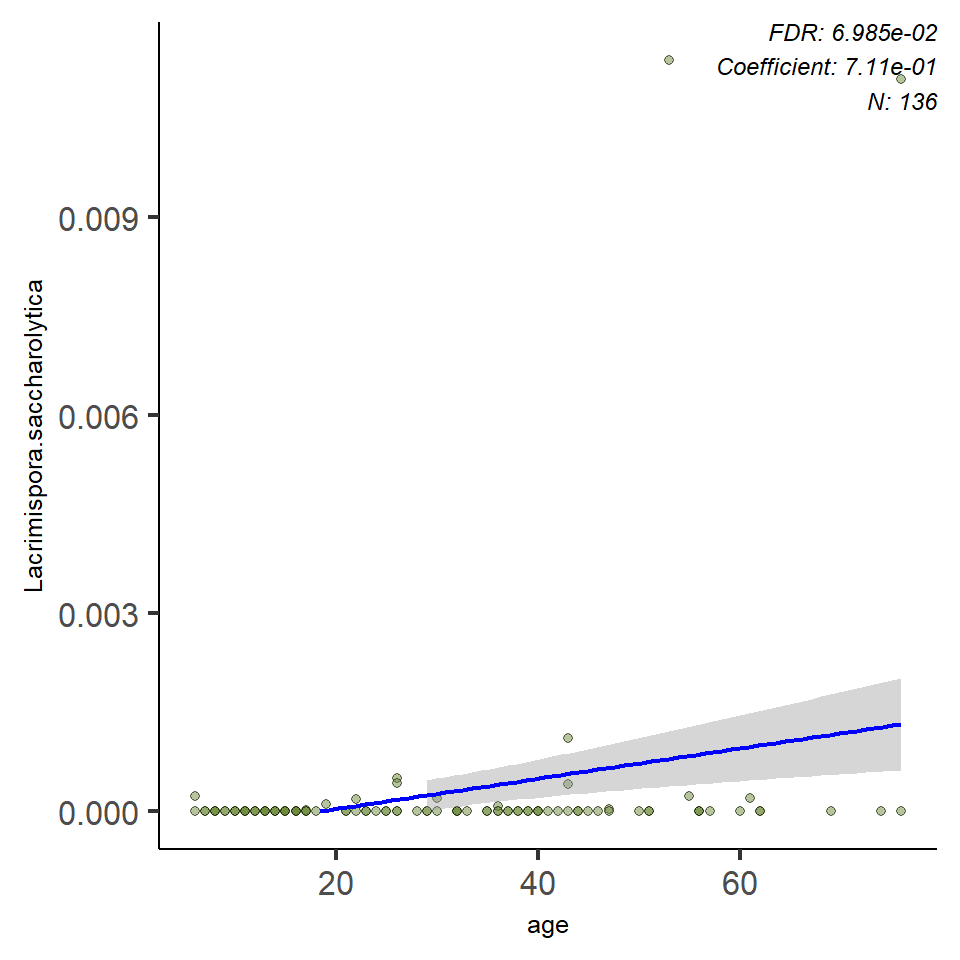 FDR: 6.985e-02
Coefficient: 7.11e-01
N: 136
0.009
0.006
0.003
0.000
Lacrimispora.saccharolytica
20 40 60
age